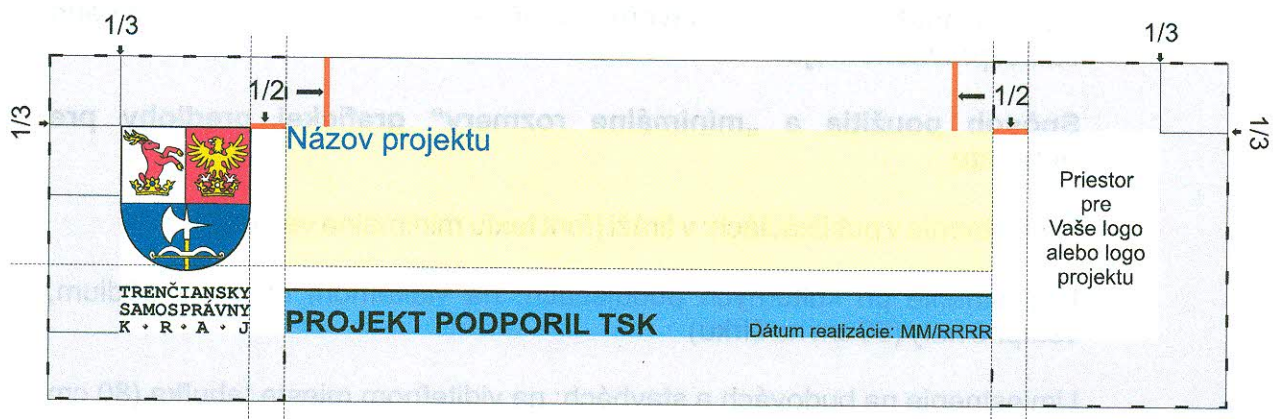 1/3
1/3
1/3
1/2
1/2
1/3
Názov projektu
TRENČIANSKY
SAMOSPRÁVNY
K • R • A • J
PROJEKT PODPORIL TSK
Dátum realizácie: MM/RRRR
Priestor
pre
Vaše logo
alebo logo
projektu